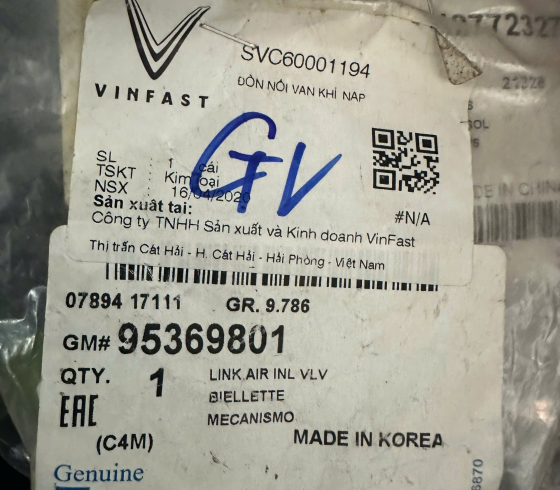 VINFAST
SVC60001194
ĐÒN NỐI VAN KHÍ NẠP
GV
SL : 1 cái
TSKT : Kim loại
NSX : 16/04/2020
Sản xuất tại:
#N/A
Công ty TNHH Sản xuất và Kinh doanh VinFast
Thị trấn Cát Hải - H. Cát Hải - Hải Phòng - Việt Nam
07894 17111 GR. 9.786
GM# 95369801
QTY. 1
LINK AIR INL VLV
BIELLETTE
MECANISMO
EAC
(C4M)
MADE IN KOREA
Genuine
6870
21328